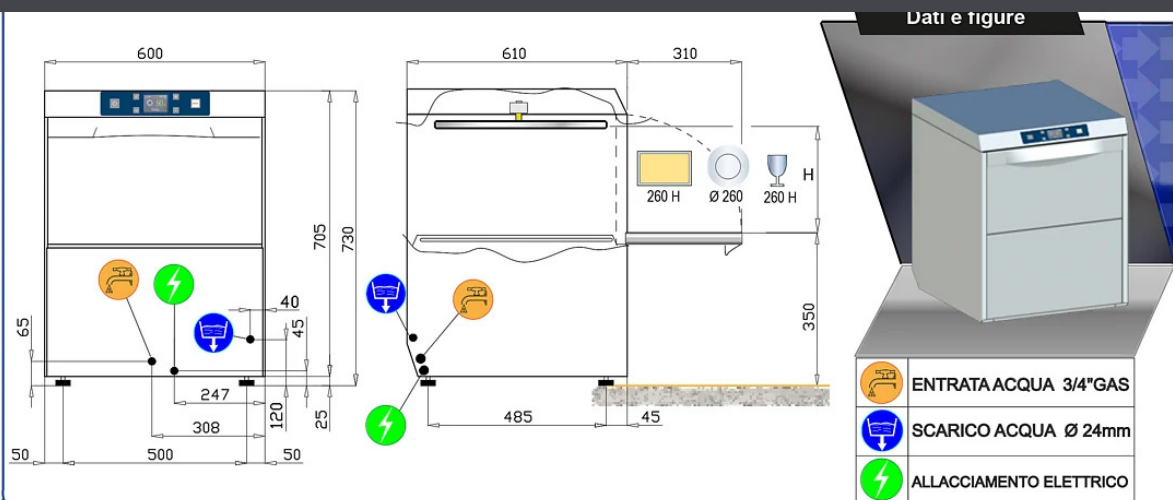 Dati e figure
600
610
310
260 H
Ø 260
260 H
H
705
730
350
65
40
45
247
308
120
25
50
500
50
485
45
ENTRATA ACQUA 3/4"GAS
SCARICO ACQUA Ø 24mm
ALLACCIAMENTO ELETTRICO